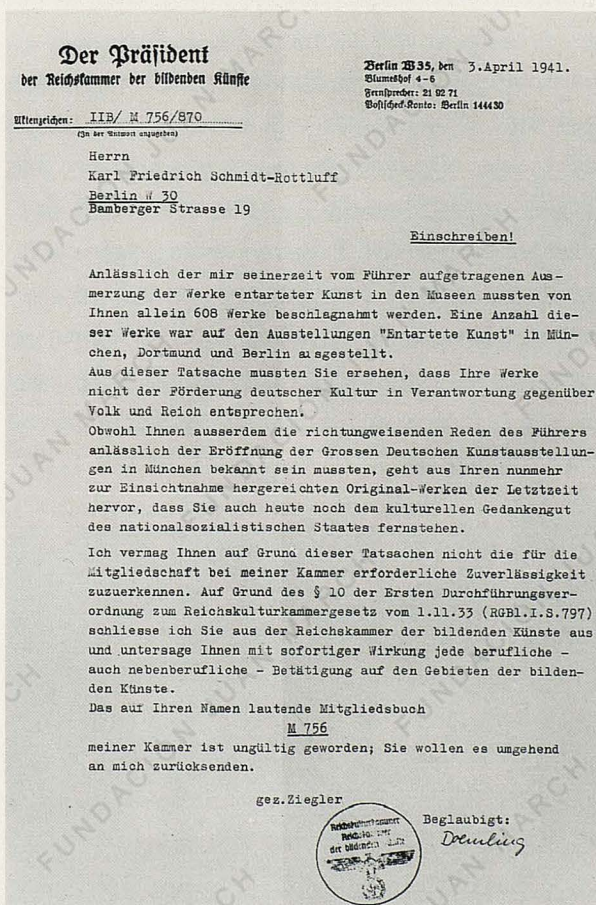 Der Präsident
der Reichskammer der bildenden Künste
Berlin W35, den 3.April 1941.
Blumeshof 4-6
Fernsprecher: 21 92 71
Postscheck-Konto: Berlin 144430
Aktenzeichen: IIB/ M 756/870
(In der Antwort anzugeben)
Herrn
Karl Friedrich Schmidt-Rottluff
Berlin W 30
Bamberger Strasse 19
Einschreiben!
Anlässlich der mir seinerzeit vom Führer aufgetragenen Aus-
merzung der Werke entarteter Kunst in den Museen mussten von
Ihnen allein 608 Werke beschlagnahmt werden. Eine Anzahl die-
ser Werke war auf den Ausstellungen "Entartete Kunst" in Mün-
chen, Dortmund und Berlin ausgestellt.
Aus dieser Tatsache mussten Sie ersehen, dass Ihre Werke
nicht der Förderung deutscher Kultur in Verantwortung gegenüber
Volk und Reich entsprechen.
Obwohl Ihnen ausserdem die richtungweisenden Reden des Führers
anlässlich der Eröffnung der Grossen Deutschen Kunstausstellun-
gen in München bekannt sein mussten, geht aus Ihren nunmehr
zur Einsichtnahme hergereichten Original-Werken der Letztzeit
hervor, dass Sie auch heute noch dem kulturellen Gedankengut
des nationalsozialistischen Staates fernstehen.
Ich vermag Ihnen auf Grund dieser Tatsachen nicht die für die
Mitgliedschaft bei meiner Kammer erforderliche Zuverlässigkeit
zuzuerkennen. Auf Grund des § 10 der Ersten Durchführungsver-
ordnung zum Reichskulturkammergesetz vom 1.11.33 (RGBl.I.S.797)
schliesse ich Sie aus der Reichskammer der bildenden Künste aus
und untersage Ihnen mit sofortiger Wirkung jede berufliche -
auch nebenberufliche - Betätigung auf den Gebieten der bilden-
den Künste.
Das auf Ihren Namen lautende Mitgliedsbuch
M 756
meiner Kammer ist ungültig geworden; Sie wollen es umgehend
an mich zurücksenden.
gez.Ziegler
Beglaubigt:
Doemling
Reichskulturkammer
Reichskammer
der bildenden Künste
FUNDACIÓN JUAN MARCH